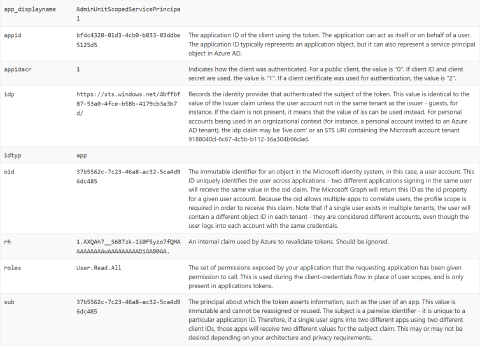 app_displayname
AdminUnitScopedServicePrincipa
l
appid
bfdc4320-01d3-4cb0-b033-03ddbe
5125d5
The application ID of the client using the token. The application can act as itself or on behalf of a user.
The application ID typically represents an application object, but it can also represent a service principal
object in Azure AD.
appidacr
1
Indicates how the client was authenticated. For a public client, the value is "0". If client ID and client
secret are used, the value is "1". If a client certificate was used for authentication, the value is "2".
idp
https://sts.windows.net/4bffbf
87-53a0-4fce-b58b-4179cb3a3b7
d/
Records the identity provider that authenticated the subject of the token. This value is identical to the
value of the Issuer claim unless the user account not in the same tenant as the issuer - guests, for
instance. If the claim is not present, it means that the value of iss can be used instead. For personal
accounts being used in an orgnizational context (for instance, a personal account invited to an Azure
AD tenant), the idp claim may be 'live.com' or an STS URI containing the Microsoft account tenant
9188040d-6c67-4c5b-b112-36a304b66dad.
idtyp
app
oid
37b5562c-7c23-46a8-ac32-5ca4d9
6dc485
The immutable identifier for an object in the Microsoft identity system, in this case, a user account. This
ID uniquely identifies the user across applications - two different applications signing in the same user
will receive the same value in the oid claim. The Microsoft Graph will return this ID as the id property
for a given user account. Because the oid allows multiple apps to correlate users, the profile scope is
required in order to receive this claim. Note that if a single user exists in multiple tenants, the user will
contain a different object ID in each tenant - they are considered different accounts, even though the
user logs into each account with the same credentials.
rh
An internal claim used by Azure to revalidate tokens. Should be ignored.
roles
User.Read.All
The set of permissions exposed by your application that the requesting application has been given
permission to call. This is used during the client-credentials flow in place of user scopes, and is only
present in applications tokens.
sub
37b5562c-7c23-46a8-ac32-5ca4d9
6dc485
The principal about which the token asserts information, such as the user of an app. This value is
immutable and cannot be reassigned or reused. The subject is a pairwise identifier - it is unique to a
particular application ID. Therefore, if a single user signs into two different apps using two different
client IDs, those apps will receive two different values for the subject claim. This may or may not be
desired depending on your architecture and privacy requirements.